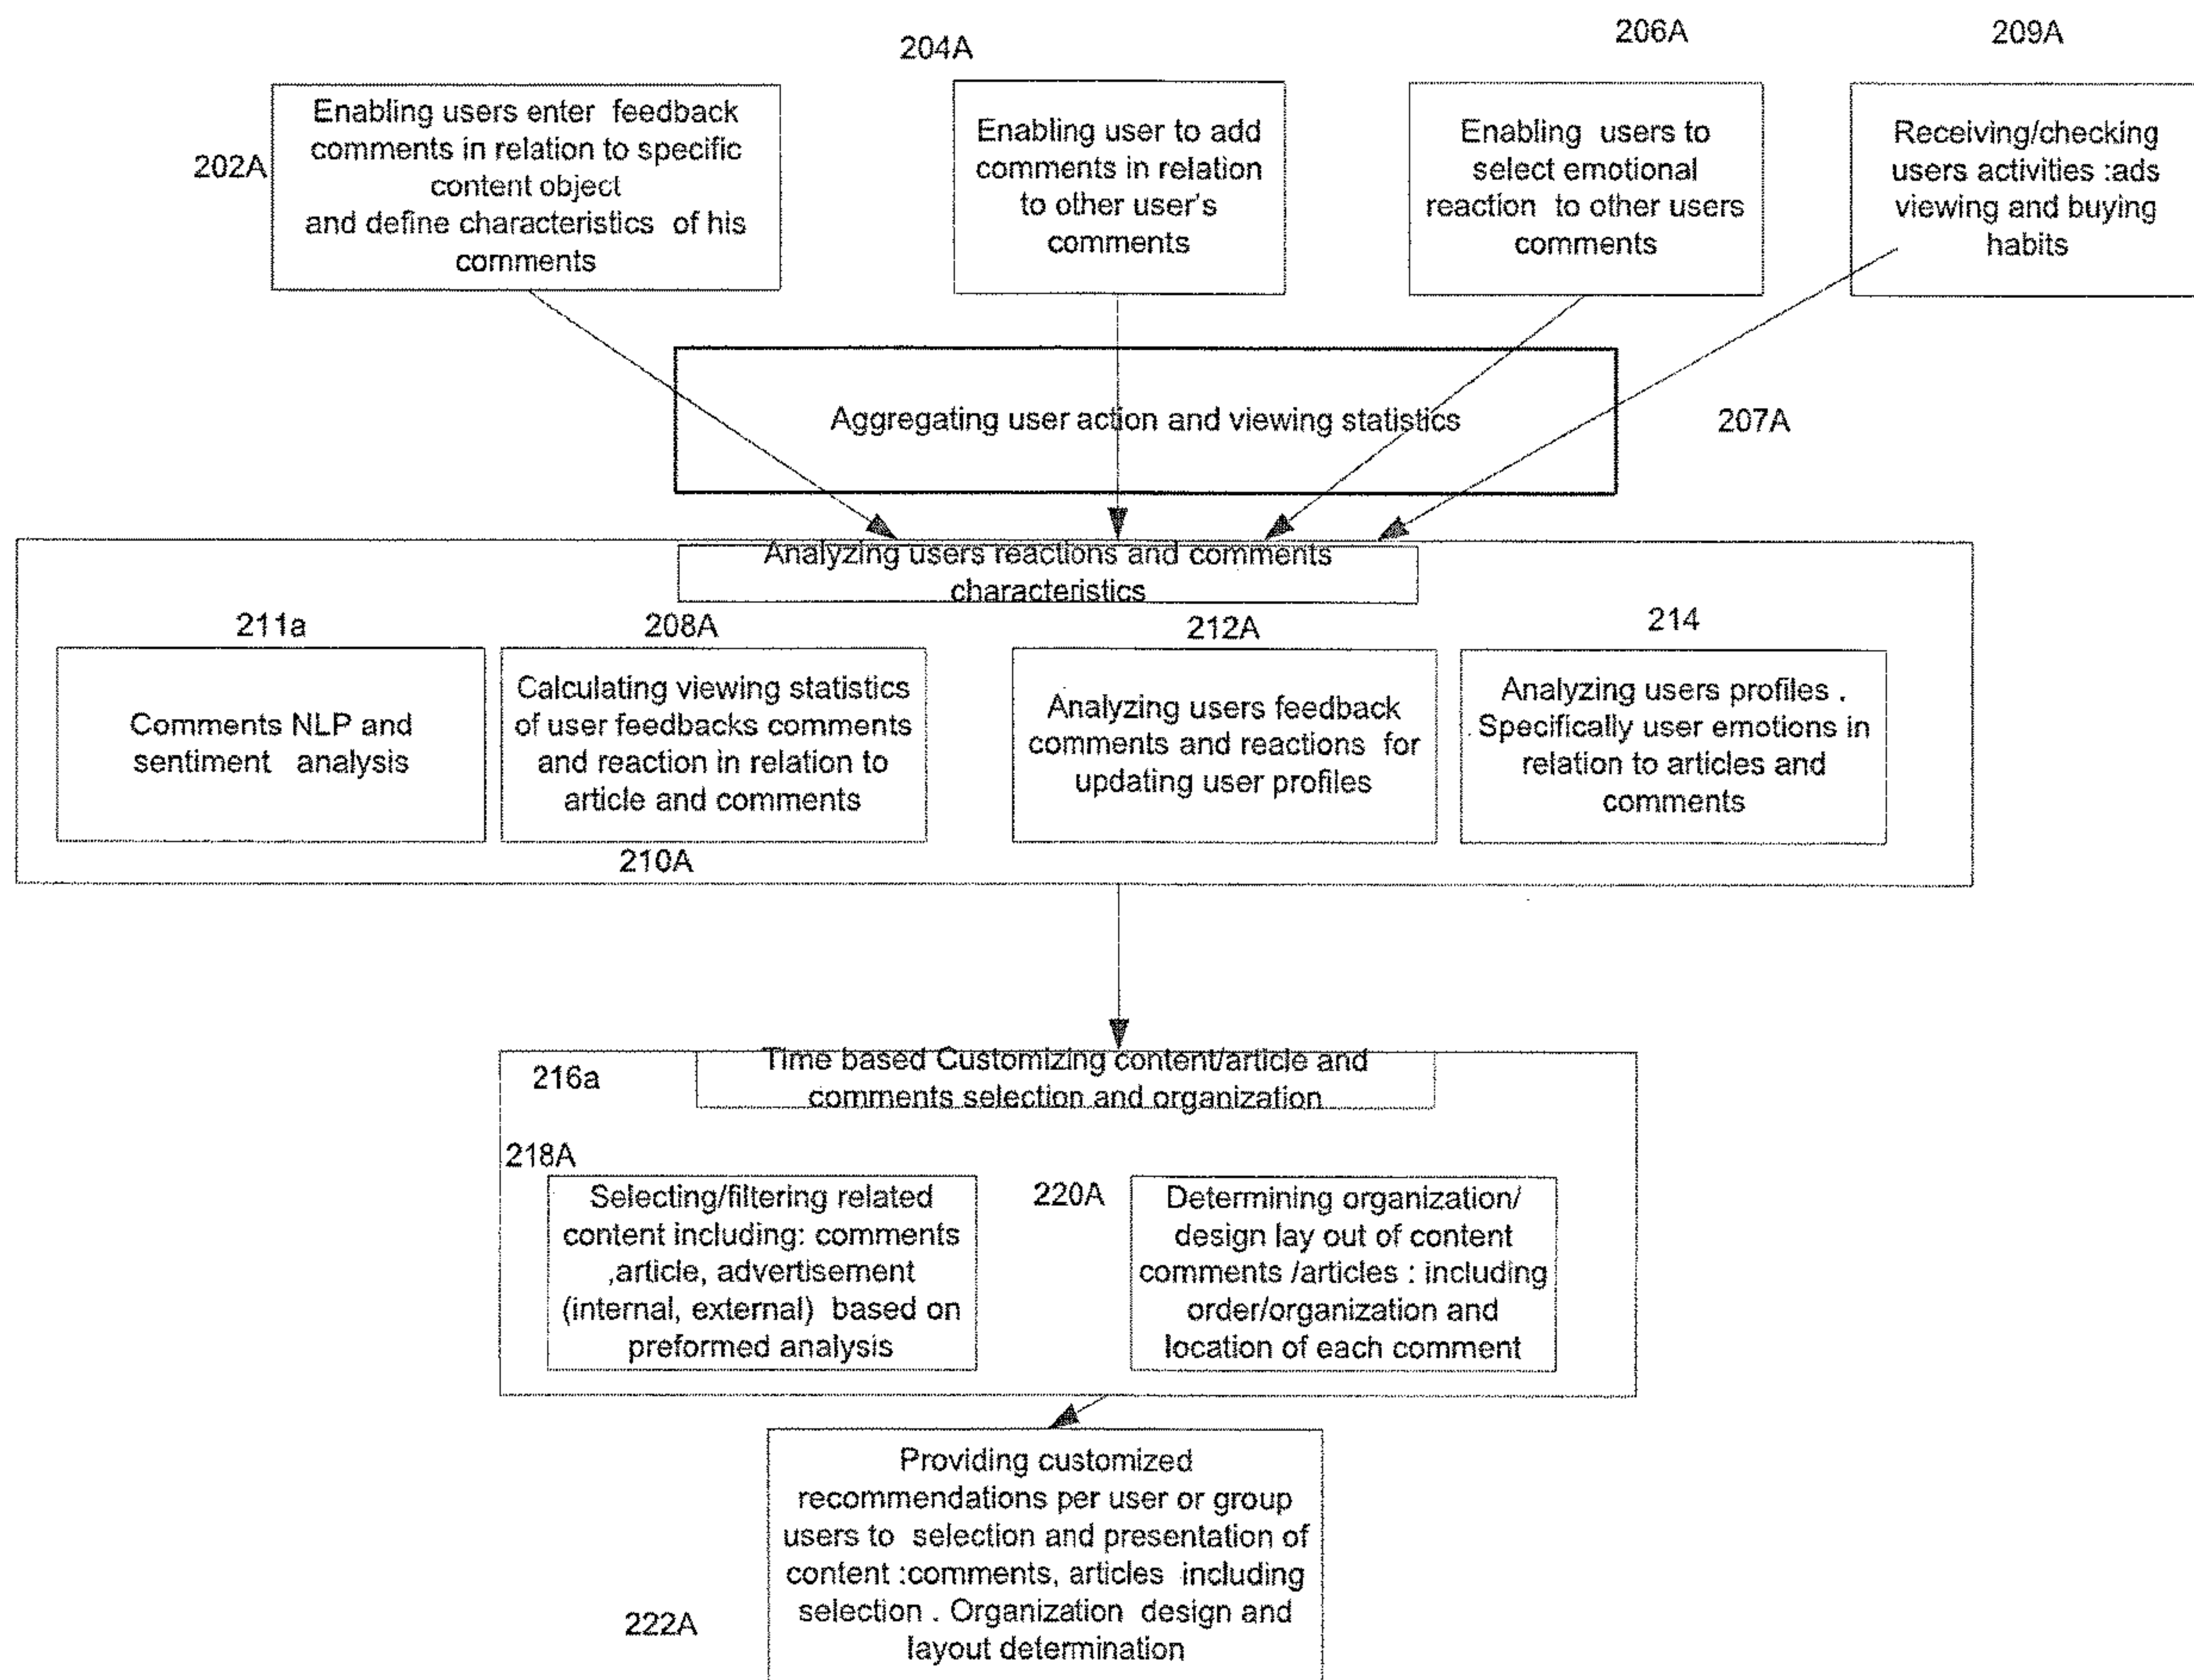 204A
206A
209A
202A
Enabling users enter feedback
comments in relation to specific
content object
and define characteristics of his
comments
Enabling user to add
comments in relation
to other user's
comments
Enabling users to
select emotional
reaction to other users
comments
Receiving/checking
users activities :ads
viewing and buying
habits
Aggregating user action and viewing statistics
207A
Analyzing users reactions and comments
characteristics
211a
208A
212A
214
Comments NLP and
sentiment analysis
Calculating viewing statistics
of user feedbacks comments
and reaction in relation to
article and comments
210A
Analyzing users feedback
comments and reactions for
updating user profiles
Analyzing users profiles .
Specifically user emotions in
relation to articles and
comments
216a
Time based Customizing content/article and
comments selection and organization
218A
Selecting/filtering related
content including: comments
,article, advertisement
(internal, external) based on
preformed analysis
220A
Determining organization/
design lay out of content
comments /articles : including
order/organization and
location of each comment
Providing customized
recommendations per user or group
users to selection and presentation of
content :comments, articles including
selection . Organization design and
layout determination
222A